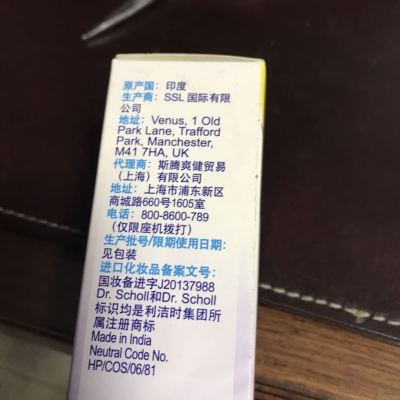 原产国: 印度
生产商: SSL 国际有限
公司
地址: Venus, 1 Old
Park Lane, Trafford
Park, Manchester,
M41 7HA, UK
代理商: 斯腾爽健贸易
(上海)有限公司
地址: 上海市浦东新区
商城路660号1605室
电话: 800-8600-789
(仅限座机拨打)
生产批号/限期使用日期:
见包装
进口化妆品备案文号:
国妆备进字J20137988
Dr. Scholl和Dr. Scholl
标识均是利洁时集团所
属注册商标
Made in India
Neutral Code No.
HP/COS/06/81